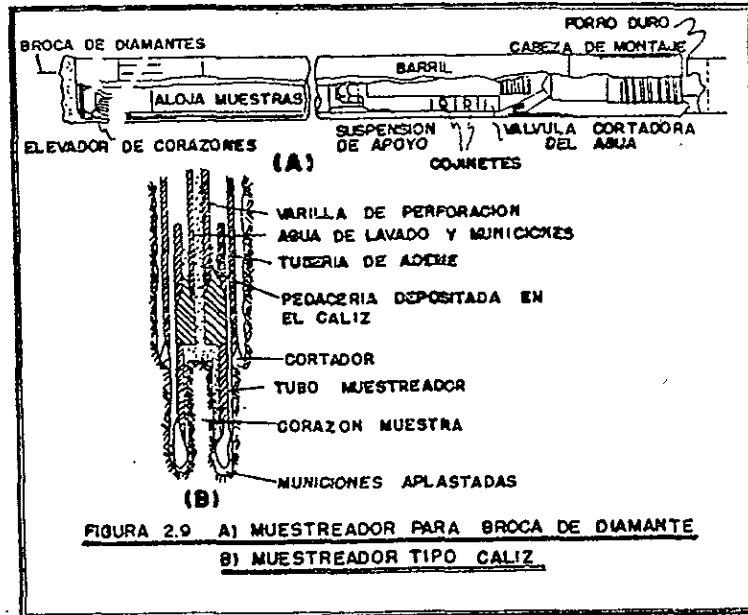 FORRO DURO
BROCA DE DIAMANTES
CABEZA DE MONTAJE
BARRIL
ALOJA MUESTRAS
ELEVADOR DE CORAZONES
SUSPENSION
DE APOYO
COJINETES
VALVULA CORTADORA
DEL AGUA
(A)
VARILLA DE PERFORACION
AGUA DE LAVADO Y MUNICIONES
TUBERIA DE ADEME
PEDACERIA DEPOSITADA EN
EL CALIZ
CORTADOR
TUBO MUESTREADOR
CORAZON MUESTRA
MUNICIONES APLASTADAS
(B)
FIGURA 2.9 A) MUESTREADOR PARA BROCA DE DIAMANTE
B) MUESTREADOR TIPO CALIZ